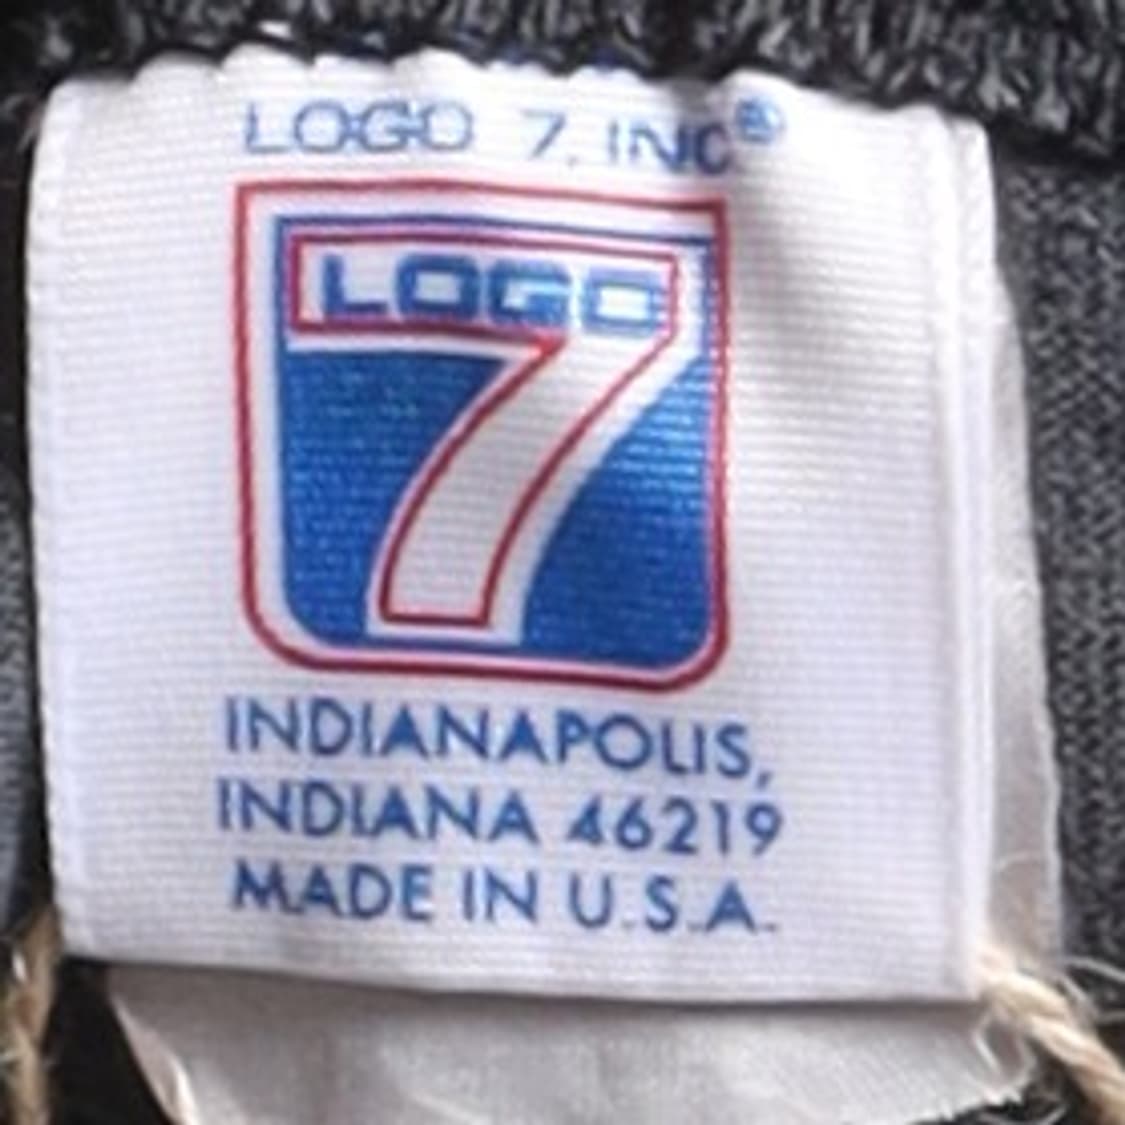 LOGO 7, INC®
LOGO
7
INDIANAPOLIS,
INDIANA 46219
MADE IN U.S.A.